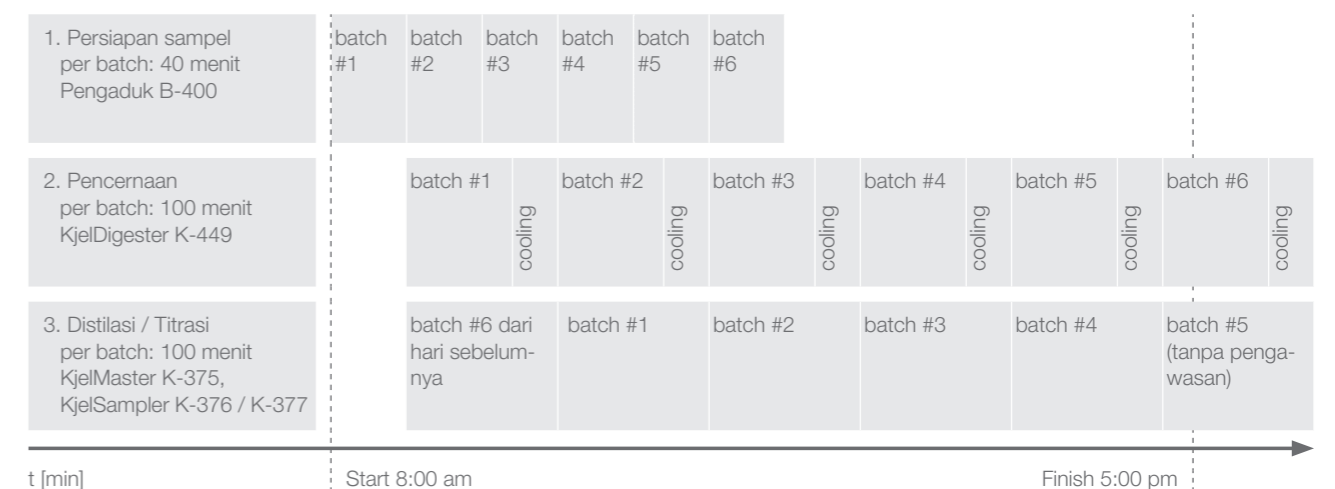 1. Persiapan sampel
per batch: 40 menit
Pengaduk B-400
batch
#1
batch
#2
batch
#3
batch
#4
batch
#5
batch
#6
2. Pencernaan
per batch: 100 menit
KjelDigester K-449
batch #1
cooling
batch #2
cooling
batch #3
cooling
batch #4
cooling
batch #5
cooling
batch #6
cooling
3. Distilasi / Titrasi
per batch: 100 menit
KjelMaster K-375,
KjelSampler K-376 / K-377
batch #6 dari
hari sebelum-
nya
batch #1
batch #2
batch #3
batch #4
batch #5
(tanpa penga-
wasan)
t [min]
Start 8:00 am
Finish 5:00 pm